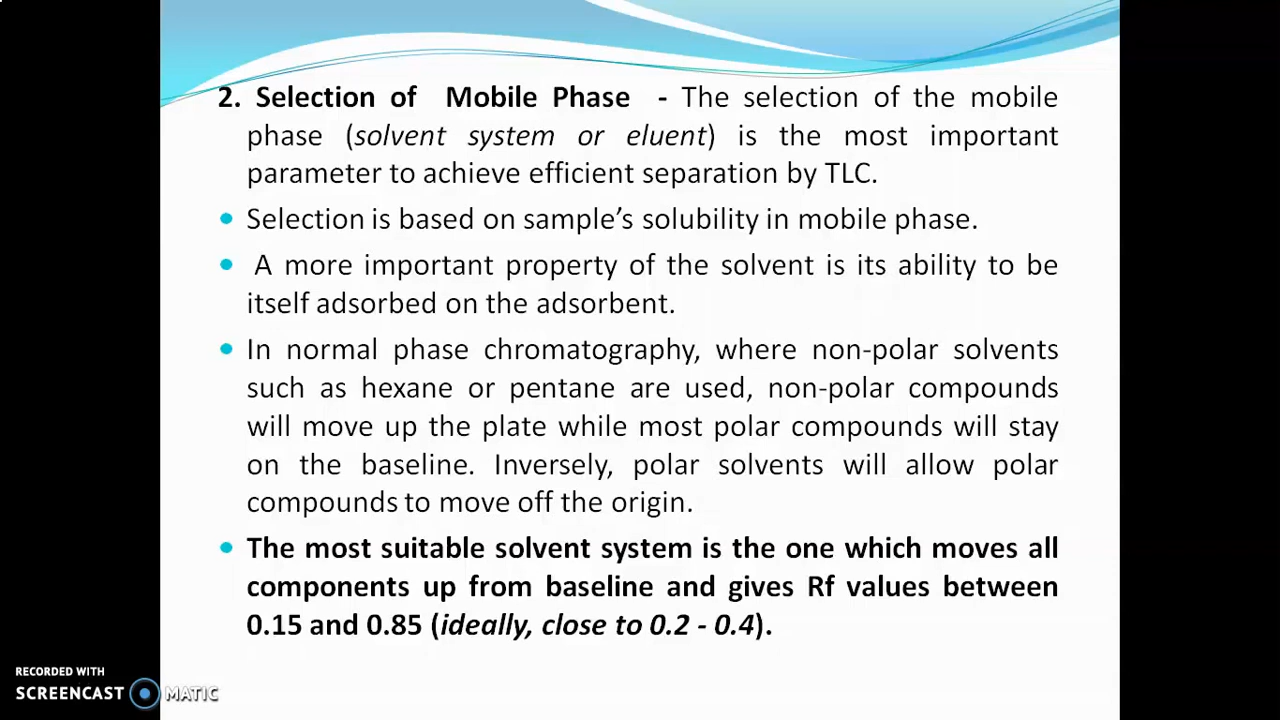 2. Selection of Mobile Phase - The selection of the mobile
phase (solvent system or eluent) is the most important
parameter to achieve efficient separation by TLC.
• Selection is based on sample's solubility in mobile phase.
• A more important property of the solvent is its ability to be
itself adsorbed on the adsorbent.
• In normal phase chromatography, where non-polar solvents
such as hexane or pentane are used, non-polar compounds
will move up the plate while most polar compounds will stay
on the baseline. Inversely, polar solvents will allow polar
compounds to move off the origin.
• The most suitable solvent system is the one which moves all
components up from baseline and gives Rf values between
0.15 and 0.85 (ideally, close to 0.2 - 0.4).
RECORDED WITH
SCREENCAST MATIC